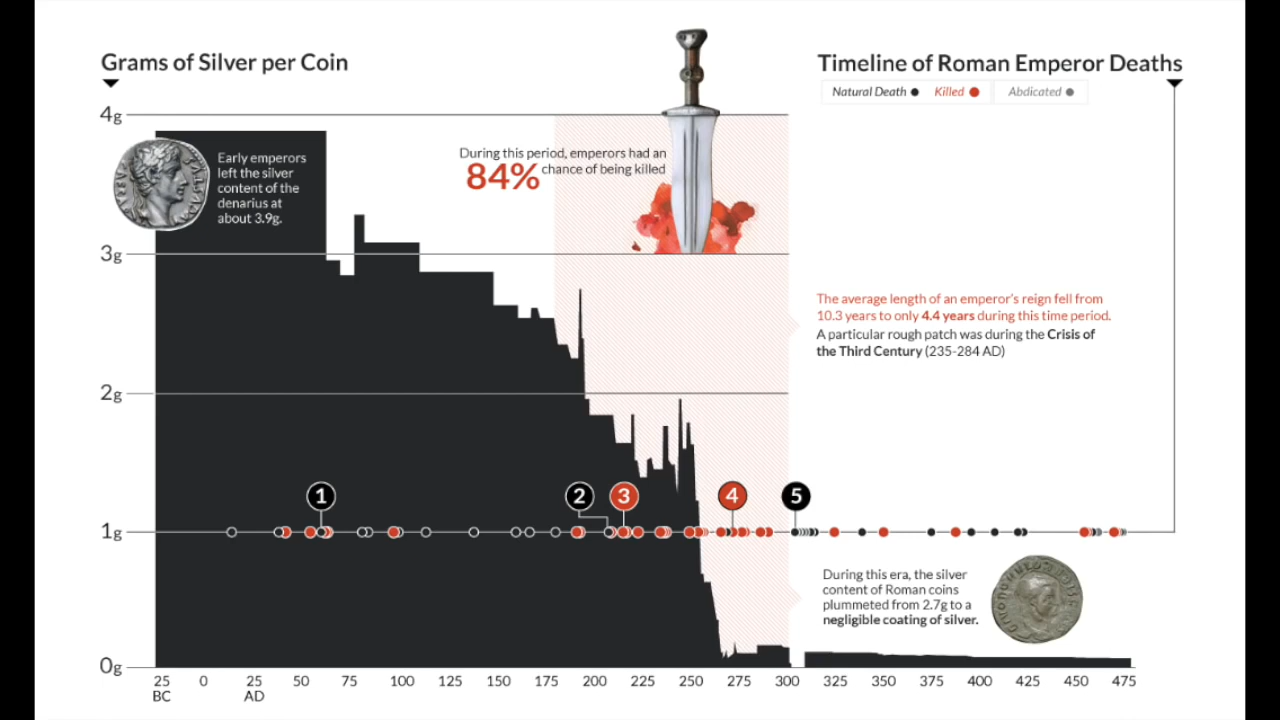 Grams of Silver per Coin
Timeline of Roman Emperor Deaths
Natural Death Killed Abdicated
4g
During this period, emperors had an
84% chance of being killed
Early emperors
left the silver
content of the
denarius at
about 3.9g.
3g
The average length of an emperor's reign fell from
10.3 years to only 4.4 years during this time period.
A particular rough patch was during the Crisis of
the Third Century (235-284 AD)
2g
1 2 3 4 5
1g
During this era, the silver
content of Roman coins
plummeted from 2.7g to a
negligible coating of silver.
0g
25 0 25 50 75 100 125 150 175 200 225 250 275 300 325 350 375 400 425 450 475
BC AD